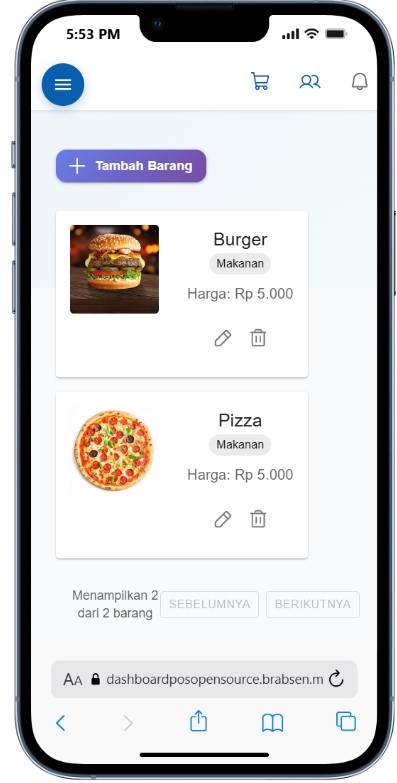 5:53 PM
Tambah Barang
Burger
Makanan
Harga: Rp 5.000
Pizza
Makanan
Harga: Rp 5.000
Menampilkan 2
dari 2 barang
SEBELUMNYA
BERIKUTNYA
AA dashboardposopensource.brabsen.m